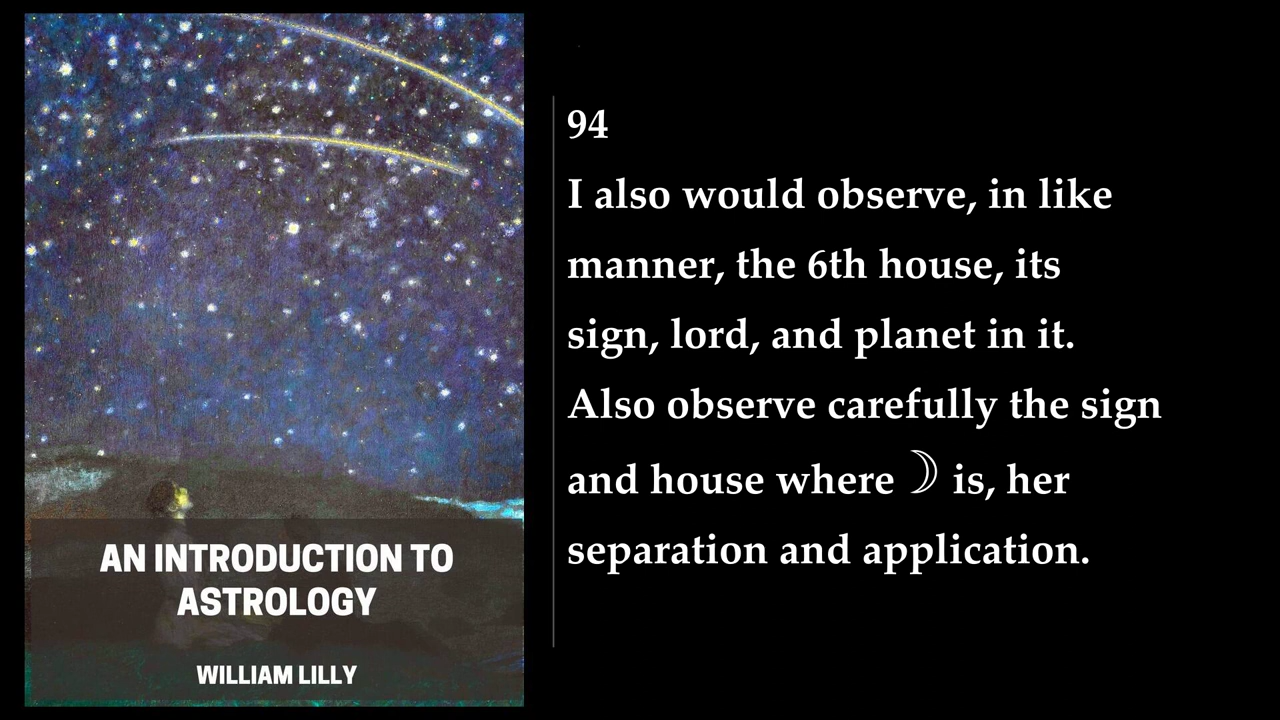 AN INTRODUCTION TO
ASTROLOGY
WILLIAM LILLY
94
I also would observe, in like
manner, the 6th house, its
sign, lord, and planet in it.
Also observe carefully the sign
and house where ☽ is, her
separation and application.